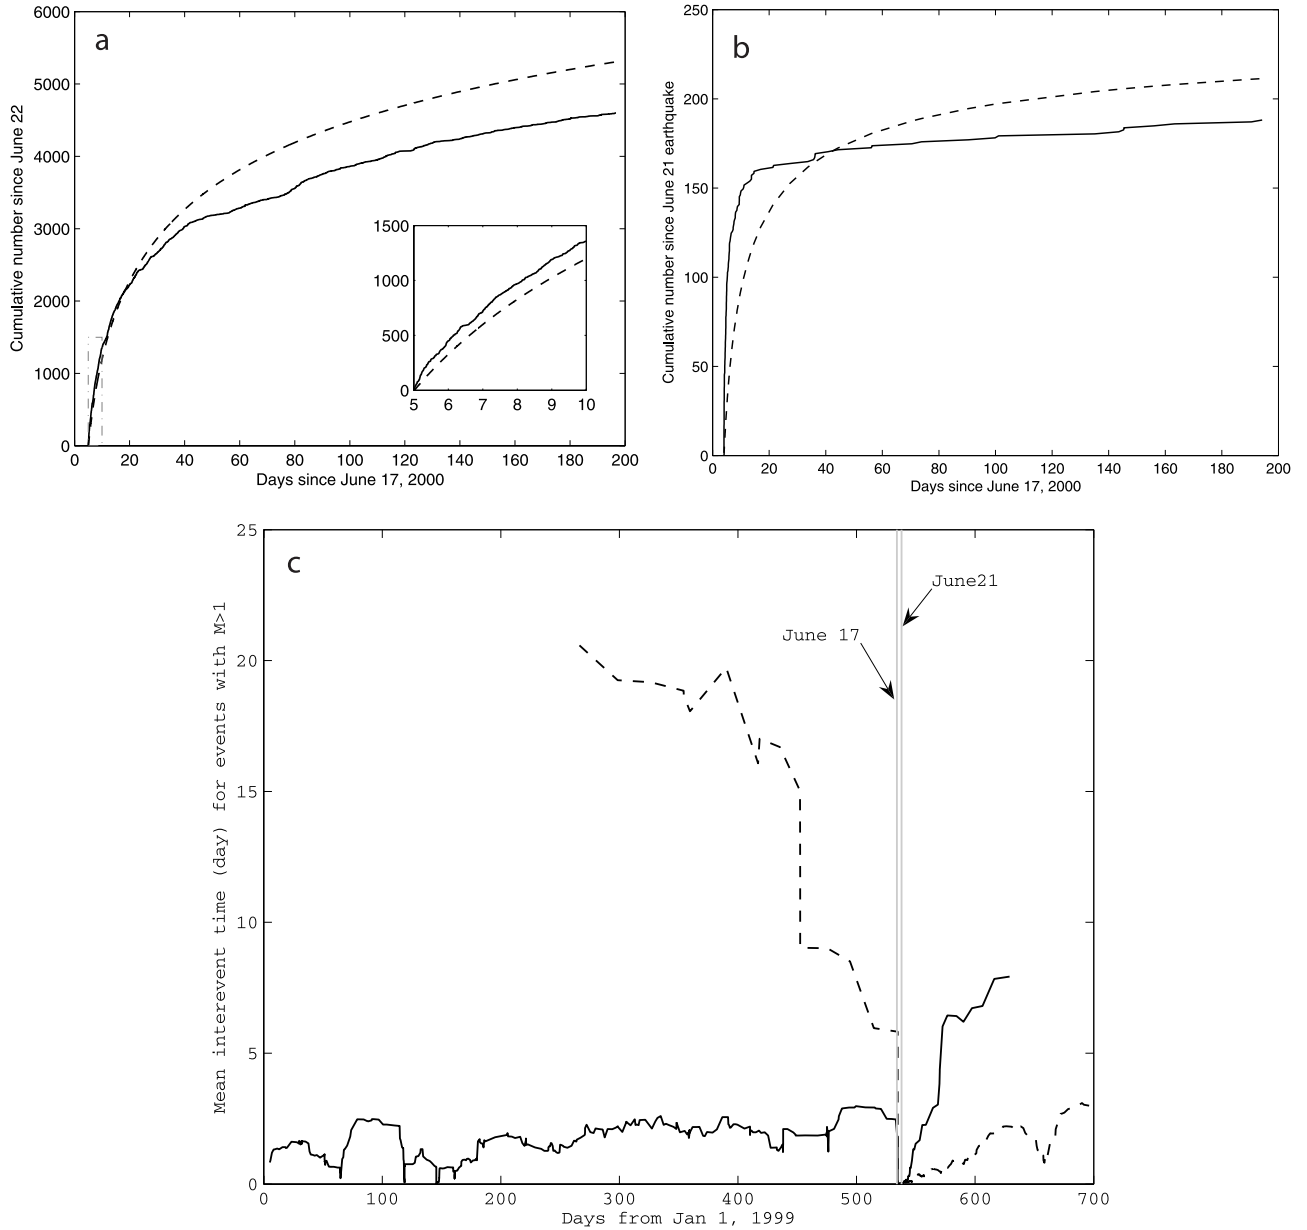 a
6000
5000
4000
3000
2000
1000
0
Cumulative number since June 22
0 20 40 60 80 100 120 140 160 180 200
Days since June 17, 2000
1500
1000
500
0
5 6 7 8 9 10
b
250
200
150
100
50
0
Cumulative number since June 21 earthquake
0 20 40 60 80 100 120 140 160 180 200
Days since June 17, 2000
c
25
20
15
10
5
0
Mean interevent time (day) for events with M>1
June21
June 17
0 100 200 300 400 500 600 700
Days from Jan 1, 1999